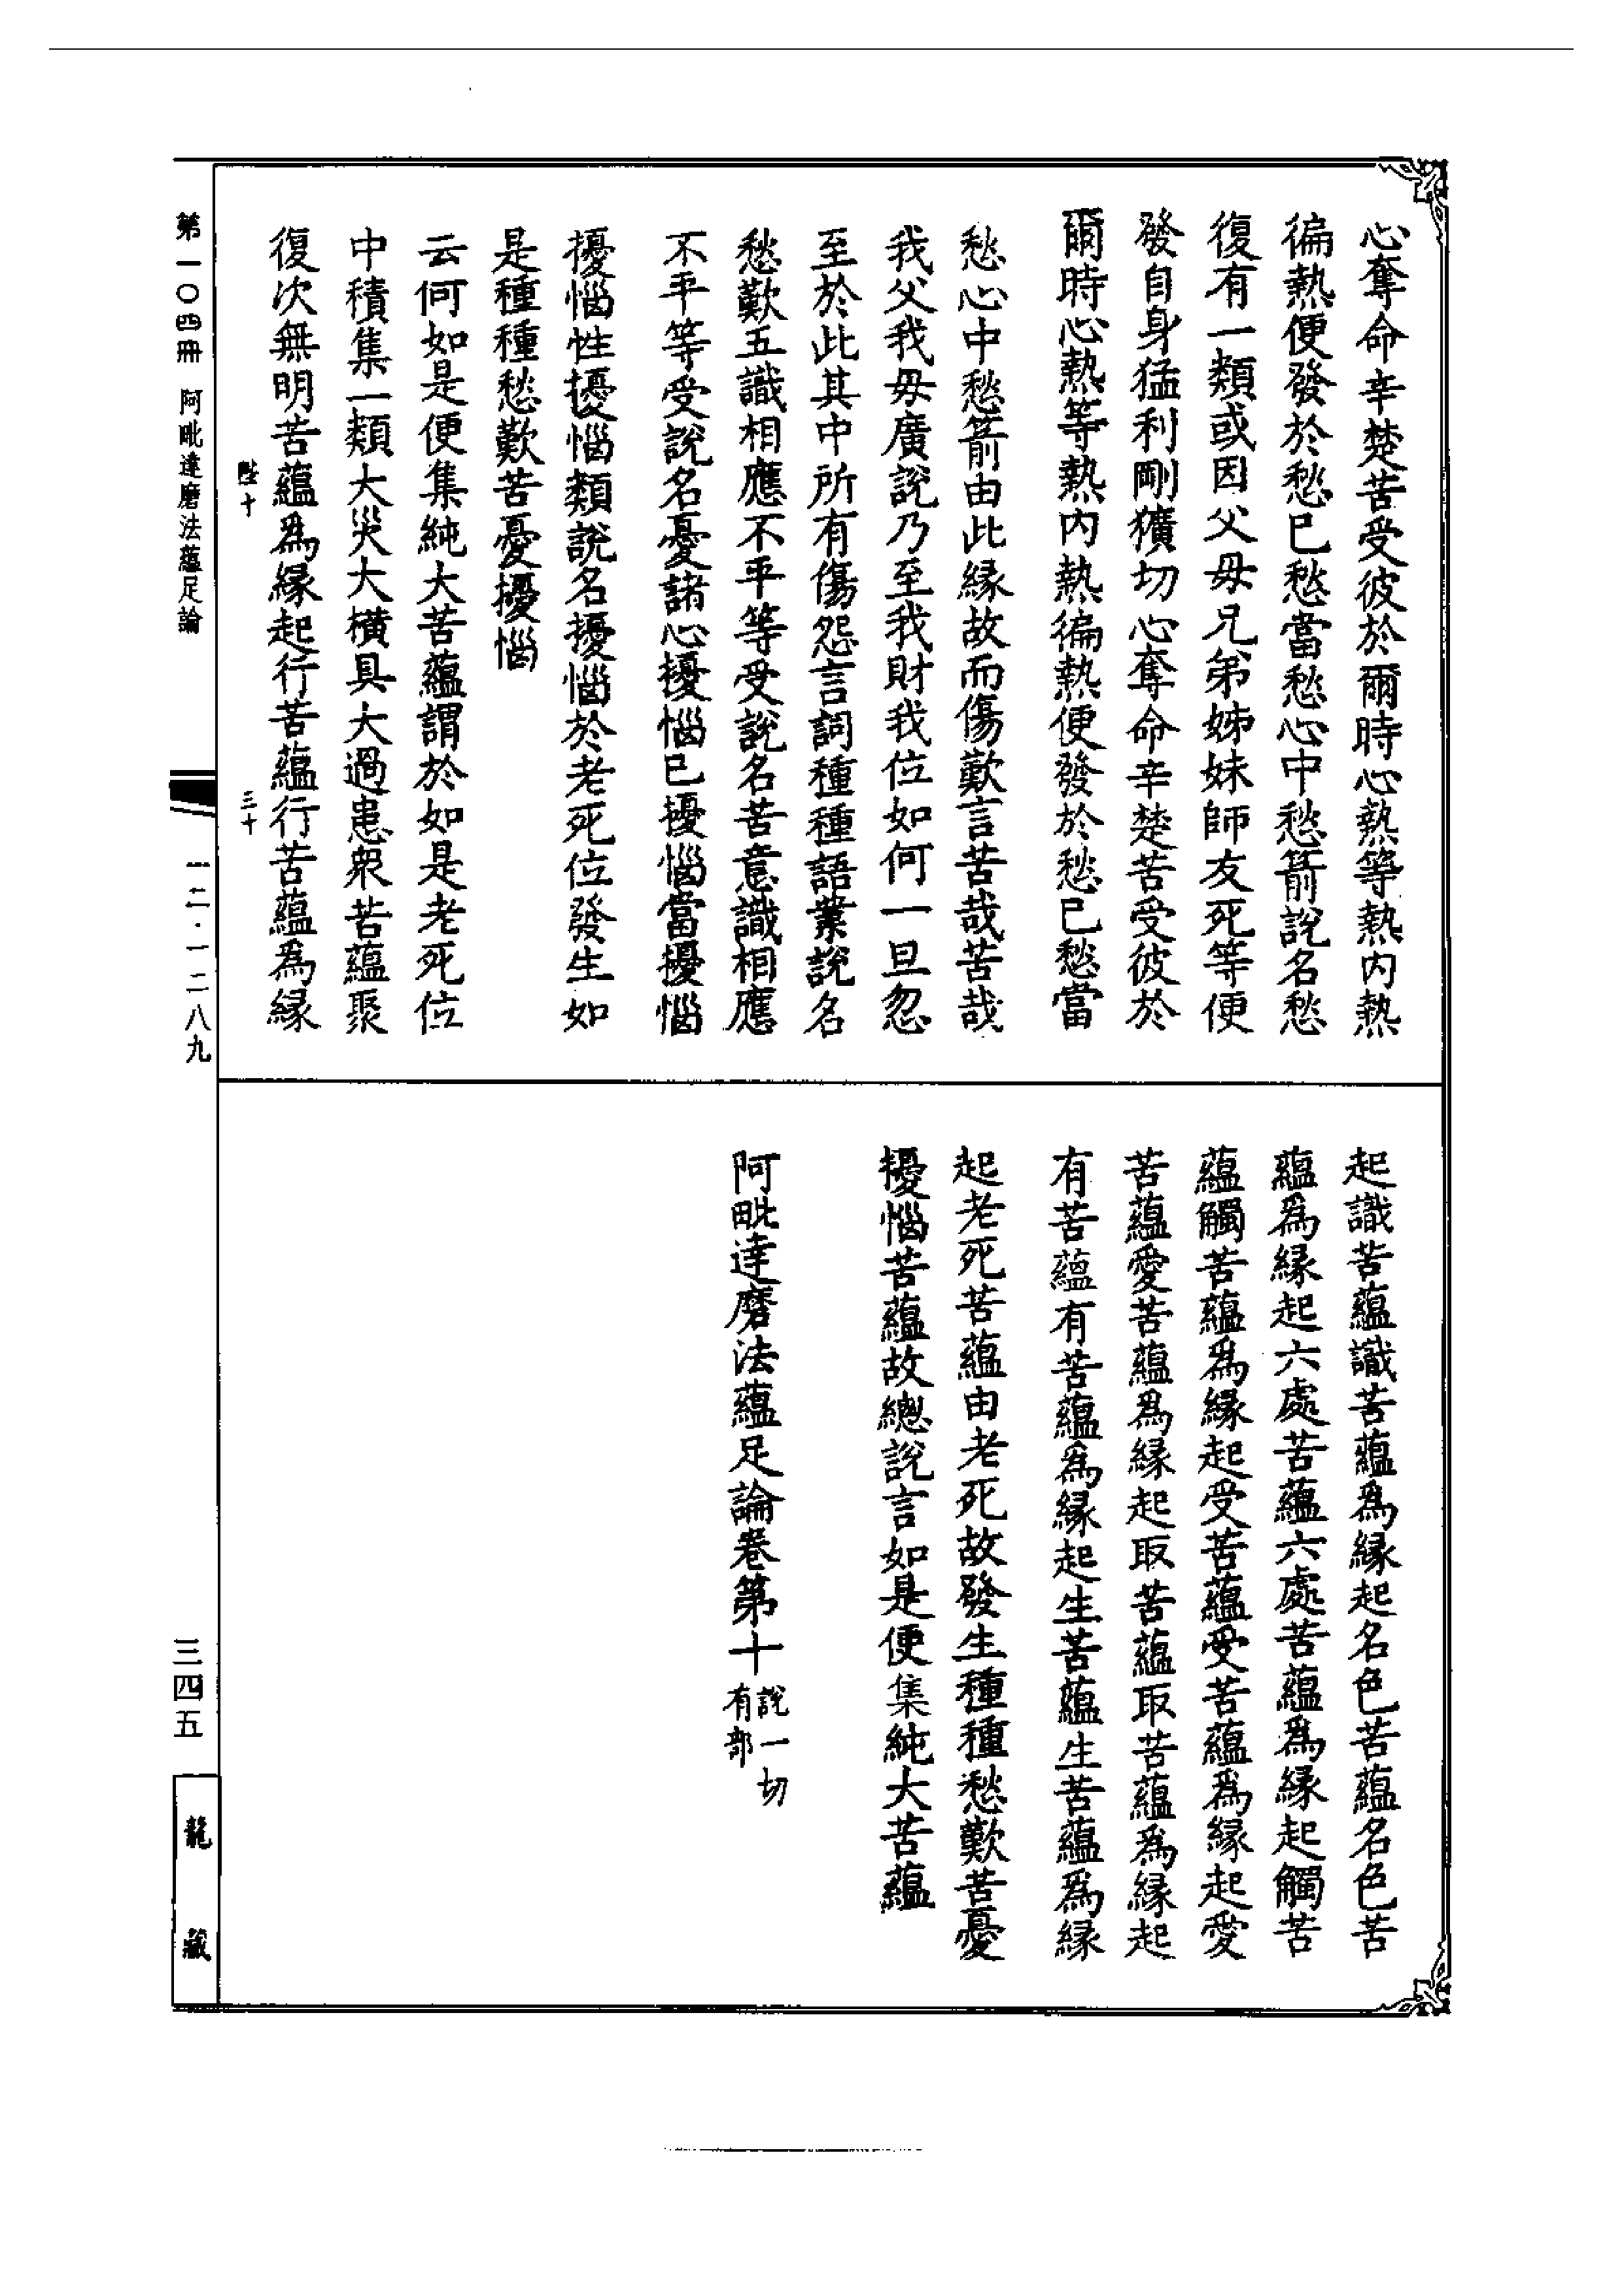 心奪命辛楚苦受彼於爾時心熱等熱內熱
徧熱便發於愁已愁當愁心中愁箭說名愁
復有一類或因父母兄弟姊妹師友死等便
發自身猛利剛獷切心奪命辛楚苦受彼於
爾時心熱等熱內熱徧熱便發於愁已愁當
愁心中愁箭由此緣故而傷歎言苦哉苦哉
我父我母廣說乃至我財我位如何一旦忽
至於此其中所有傷怨言詞種種語業說名
愁歎五識相應不平等受說名苦意識相應
不平等受說名憂諸心擾惱已擾惱當擾惱
擾惱性擾惱類說名擾惱於老死位發生如
是種種愁歎苦憂擾惱
云何如是便集純大苦蘊謂於如是老死位
中積集一類大災大橫具大過患衆苦蘊聚
復次無明苦蘊爲緣起行苦蘊行苦蘊爲緣
起識苦蘊識苦蘊爲緣起名色苦蘊名色苦
蘊爲緣起六處苦蘊六處苦蘊爲緣起觸苦
蘊觸苦蘊爲緣起受苦蘊受苦蘊爲緣起愛
苦蘊愛苦蘊爲緣起取苦蘊取苦蘊爲緣起
有苦蘊有苦蘊爲緣起生苦蘊生苦蘊爲緣
起老死苦蘊由老死故發生種種愁歎苦憂
擾惱苦蘊故總說言如是便集純大苦蘊
阿毗達磨法蘊足論卷第十 說一切
有部
三十
第一〇四冊 阿毗達磨法蘊足論
一二·一二八九
三四五
龍藏